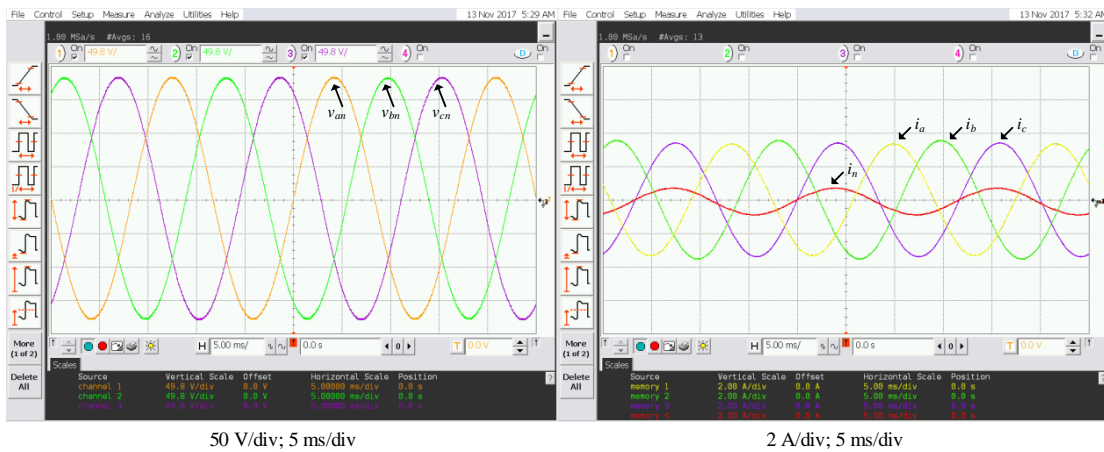 File Control Setup Measure Analyze Utilities Help 13 Nov 2017 5:29 AM
1.00 MSa/s #Avgs: 16
1 On 49.8 V/ 2 On 49.8 V/ 3 On 49.8 V/ 4 On On
van vbn vcn
More
(1 of 2)
Delete
All
H 5.00 ms/ T 0.0 s 0 T 0.0 V
Scales
Source Vertical Scale Offset Horizontal Scale Position
channel 1 49.8 V/div 0.0 V 5.00000 ms/div 0.0 s
channel 2 49.8 V/div 0.0 V 5.00000 ms/div 0.0 s
channel 3 49.8 V/div 0.0 V 5.00000 ms/div 0.0 s
50 V/div; 5 ms/div
File Control Setup Measure Analyze Utilities Help 13 Nov 2017 5:32 AM
1.00 MSa/s #Avgs: 13
1 On 2 On 3 On 4 On On
ia ib ic
in
More
(1 of 2)
Delete
All
H 5.00 ms/ T 0.0 s 0 T 0.0 V
Scales
Source Vertical Scale Offset Horizontal Scale Position
memory 1 2.00 A/div 0.0 A 5.00 ms/div 0.0 s
memory 2 2.00 A/div 0.0 A 5.00 ms/div 0.0 s
memory 3 2.00 A/div 0.0 A 5.00 ms/div 0.0 s
memory 4 2.00 A/div 0.0 A 5.00 ms/div 0.0 s
2 A/div; 5 ms/div